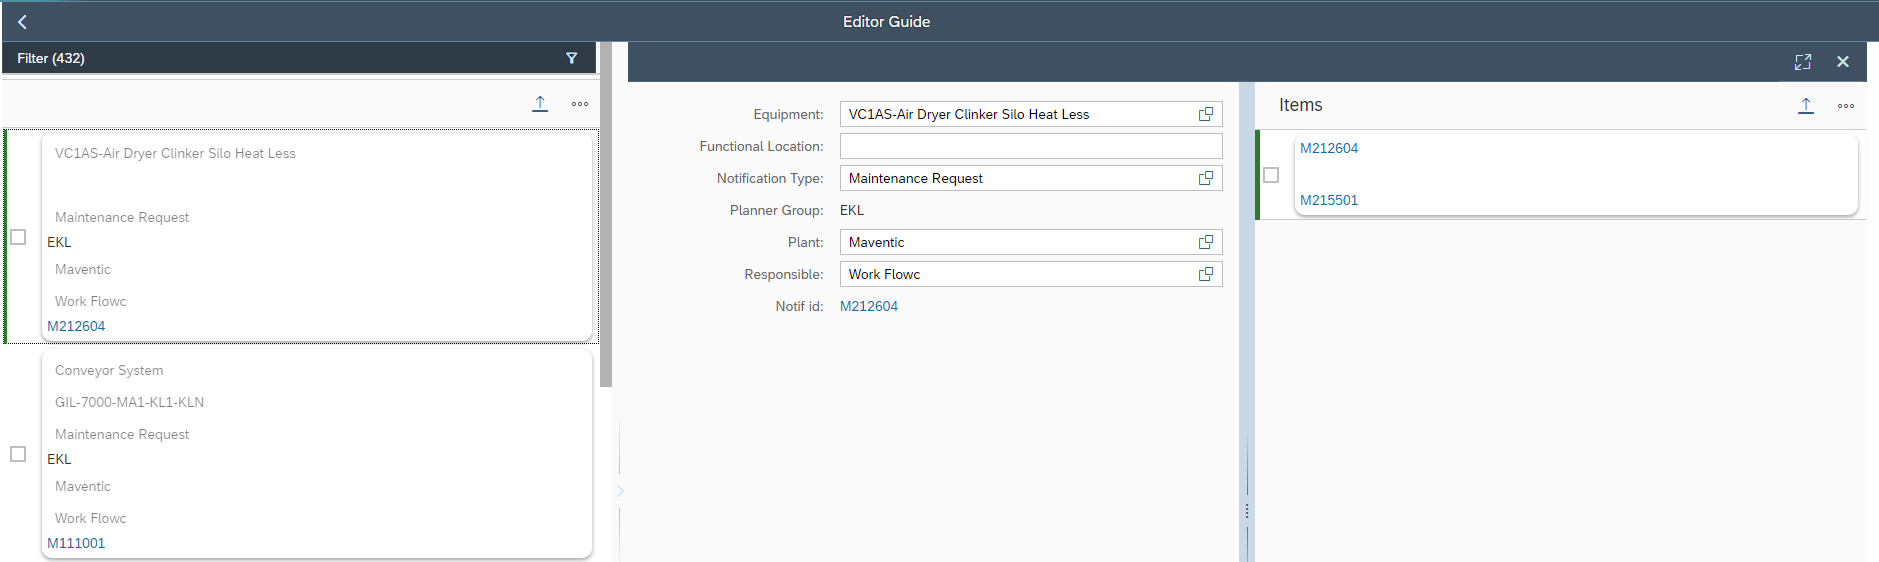 Editor Guide
Filter (432)
VC1AS-Air Dryer Clinker Silo Heat Less
Maintenance Request
EKL
Maventic
Work Flowc
M212604
Conveyor System
GIL-7000-MA1-KL1-KLN
Maintenance Request
EKL
Maventic
Work Flowc
M111001
Equipment: VC1AS-Air Dryer Clinker Silo Heat Less
Functional Location:
Notification Type: Maintenance Request
Planner Group: EKL
Plant: Maventic
Responsible: Work Flowc
Notif id: M212604
Items
M212604
M215501